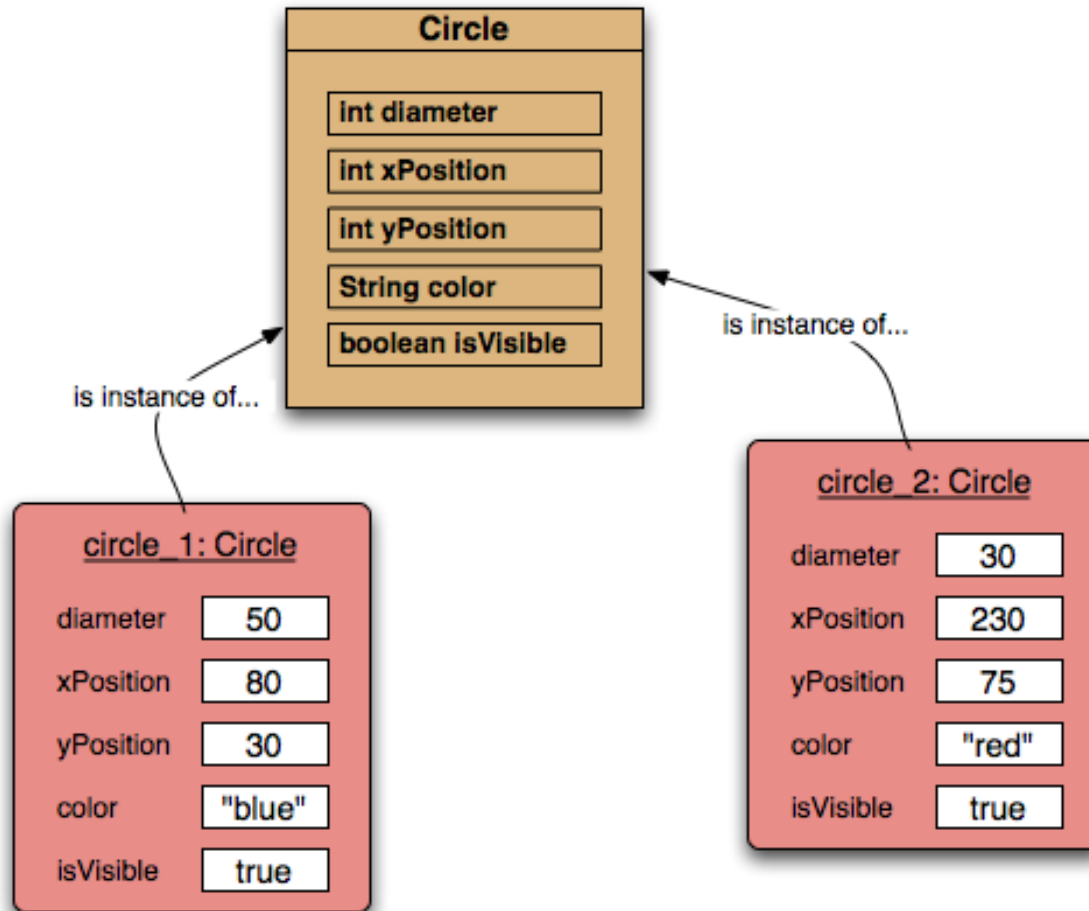 Circle
int diameter
int xPosition
int yPosition
String color
boolean isVisible
is instance of...
is instance of...
circle_1: Circle
diameter 50
xPosition 80
yPosition 30
color "blue"
isVisible true
circle_2: Circle
diameter 30
xPosition 230
yPosition 75
color "red"
isVisible true